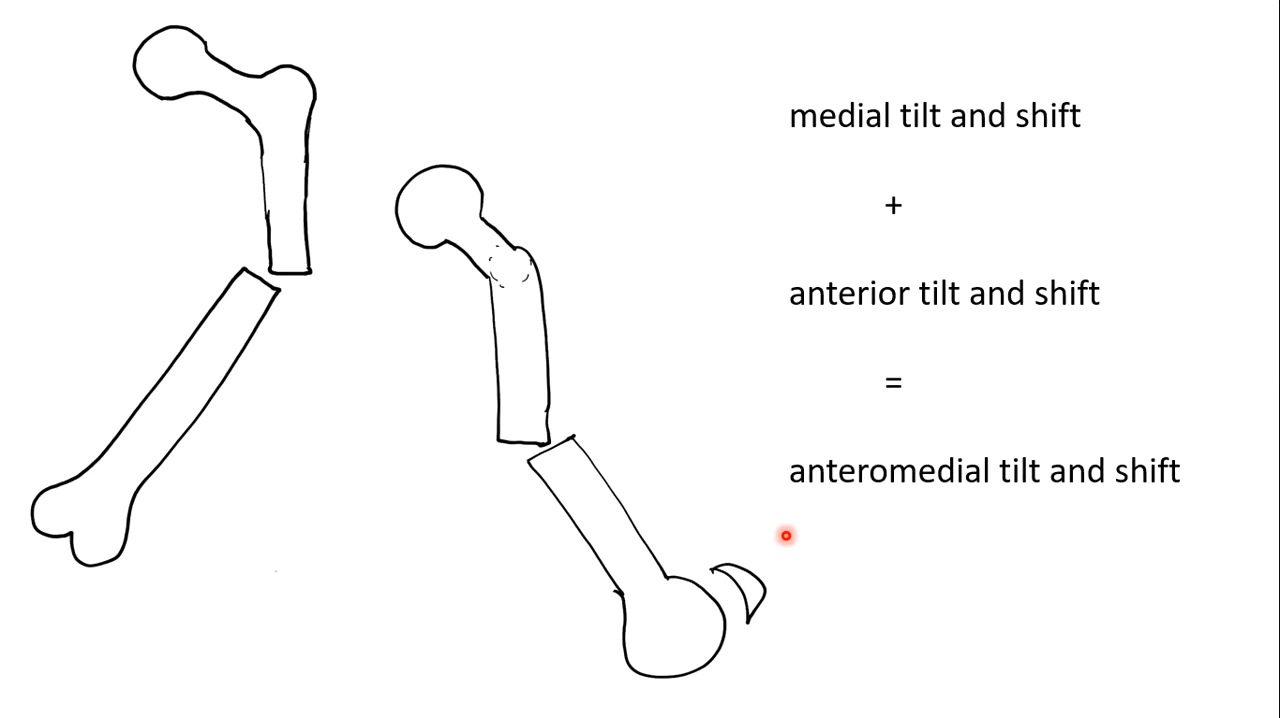 medial tilt and shift
+
anterior tilt and shift
=
anteromedial tilt and shift